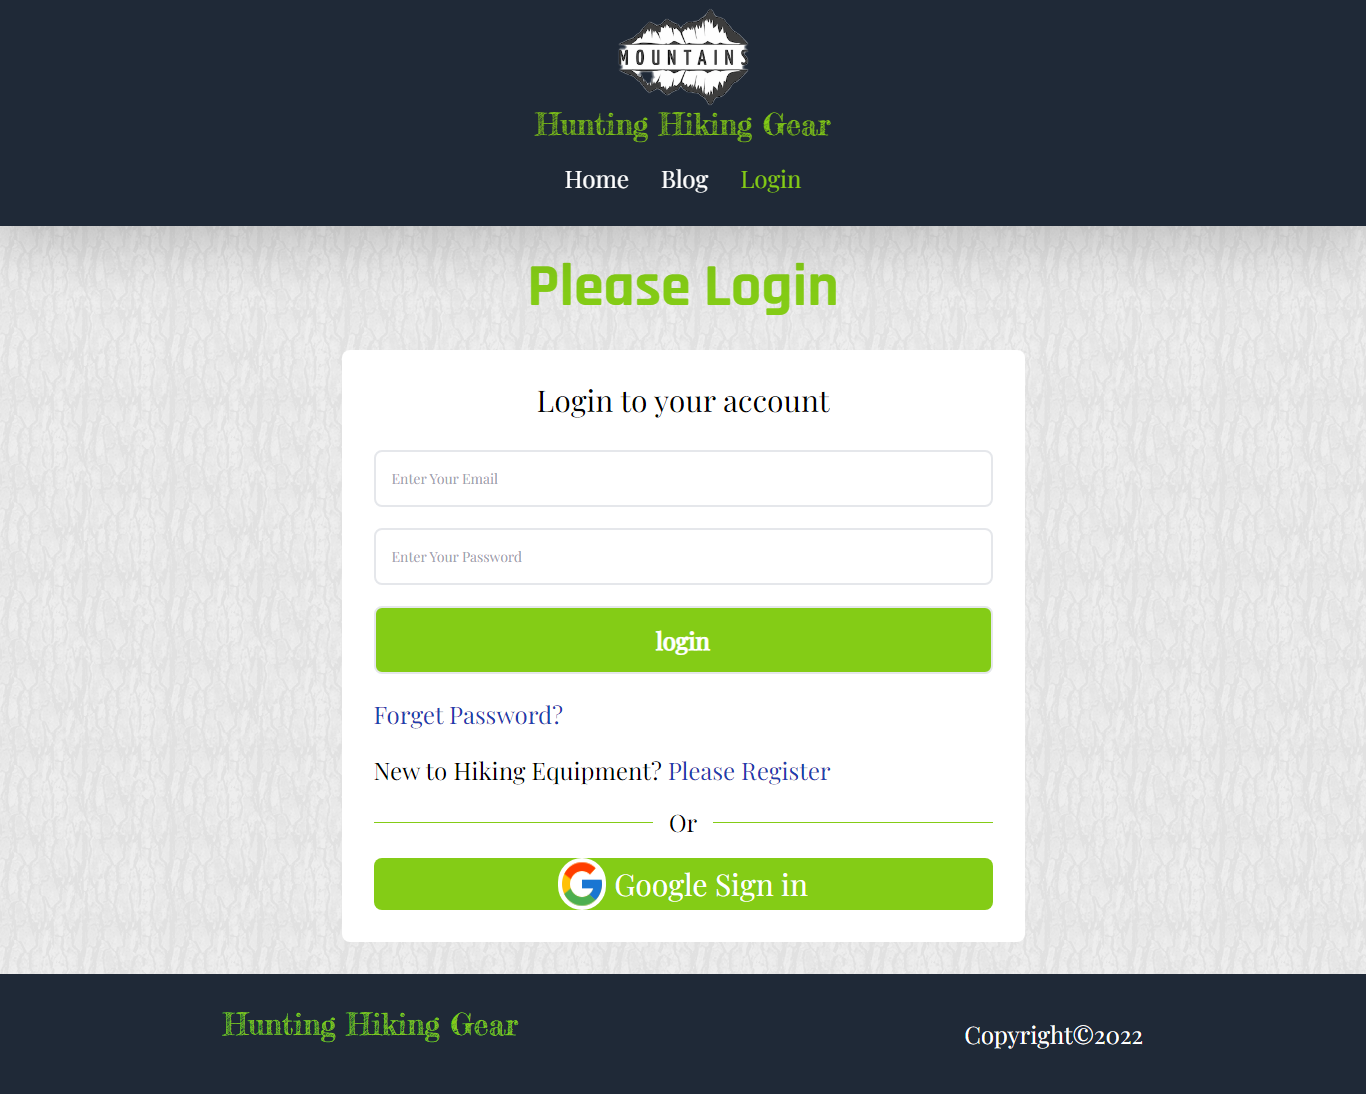 MOUNTAINS
Hunting Hiking Gear
Home Blog Login
Please Login
Login to your account
Enter Your Email
Enter Your Password
login
Forget Password?
New to Hiking Equipment? Please Register
Or
Google Sign in
Hunting Hiking Gear
Copyright©2022